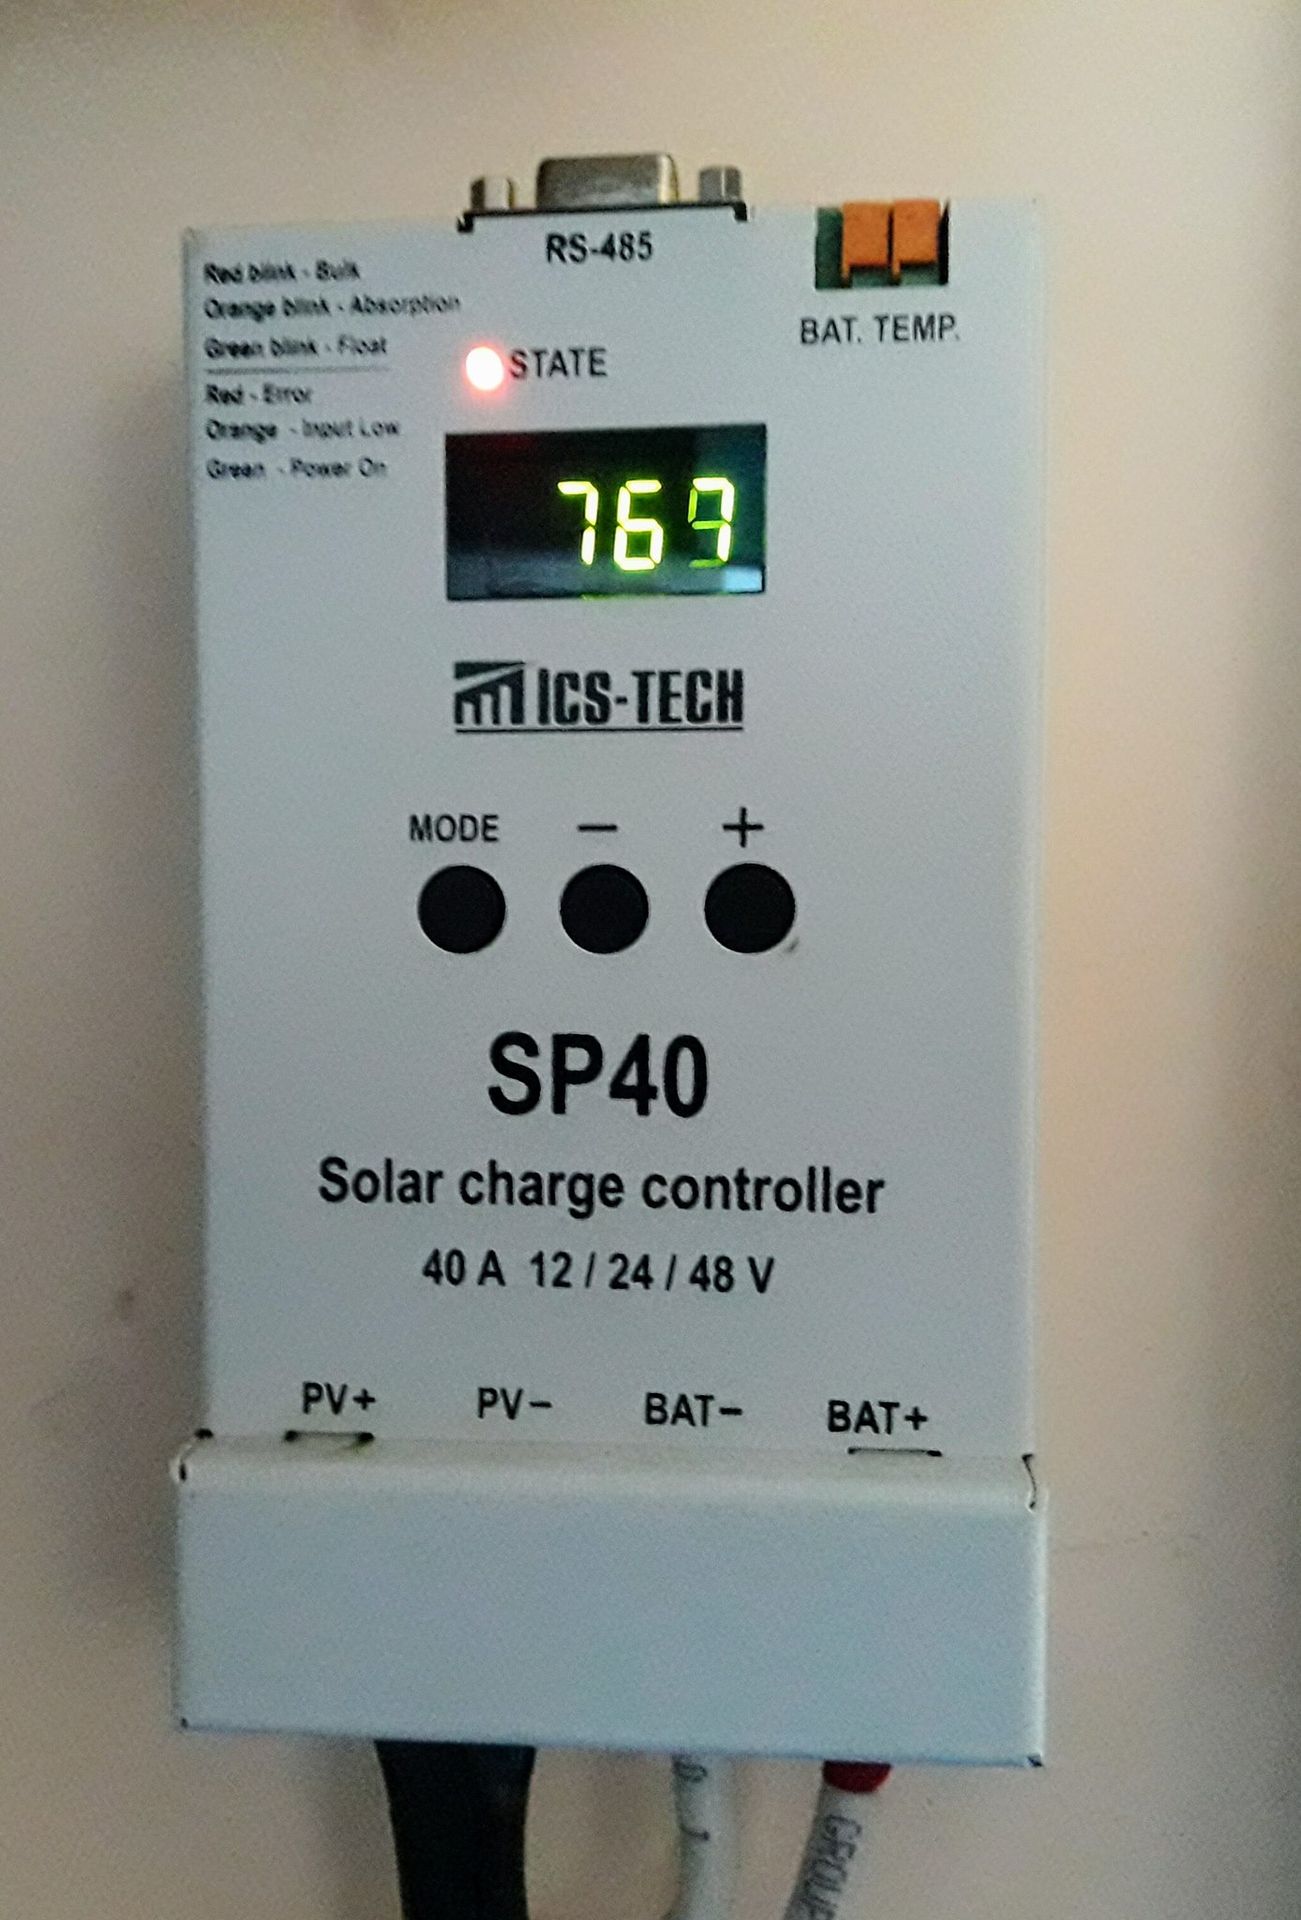 RS-485
BAT. TEMP.
Red blink - Bulk
Orange blink - Absorption
Green blink - Float
Red - Error
Orange - Input Low
Green - Power On
STATE
769
ICS-TECH
MODE - +
SP40
Solar charge controller
40 A 12 / 24 / 48 V
PV+ PV- BAT- BAT+